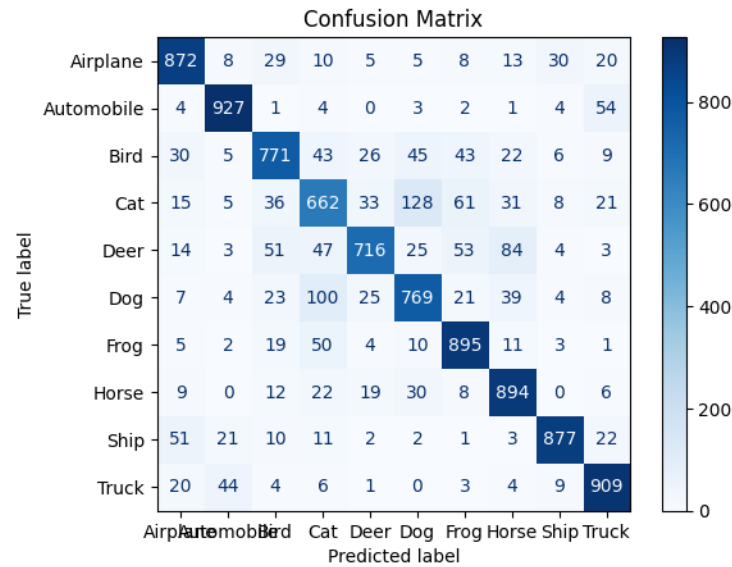 Confusion Matrix
Airplane 872 8 29 10 5 5 8 13 30 20
Automobile 4 927 1 4 0 3 2 1 4 54
800
Bird 30 5 771 43 26 45 43 22 6 9
Cat 15 5 36 662 33 128 61 31 8 21
600
Deer 14 3 51 47 716 25 53 84 4 3
True label
Dog 7 4 23 100 25 769 21 39 4 8
400
Frog 5 2 19 50 4 10 895 11 3 1
Horse 9 0 12 22 19 30 8 894 0 6
200
Ship 51 21 10 11 2 2 1 3 877 22
Truck 20 44 4 6 1 0 3 4 9 909
0
Airplane Automobile Bird Cat Deer Dog Frog Horse Ship Truck
Predicted label